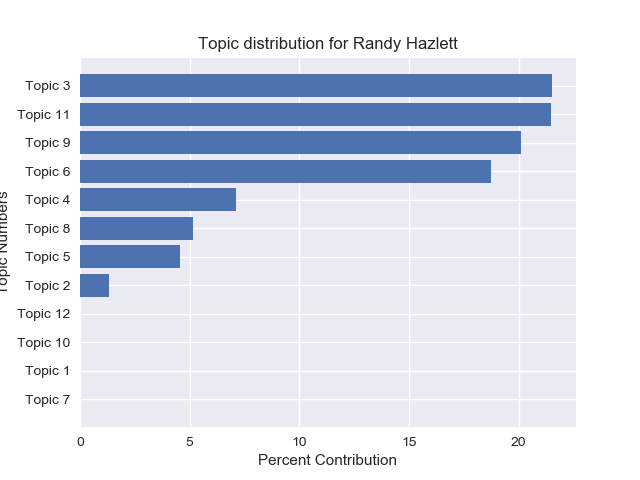 Topic distribution for Randy Hazlett
Topic 3
Topic 11
Topic 9
Topic 6
Topic 4
Topic 8
Topic 5
Topic 2
Topic 12
Topic 10
Topic 1
Topic 7
Topic Numbers
0 5 10 15 20
Percent Contribution